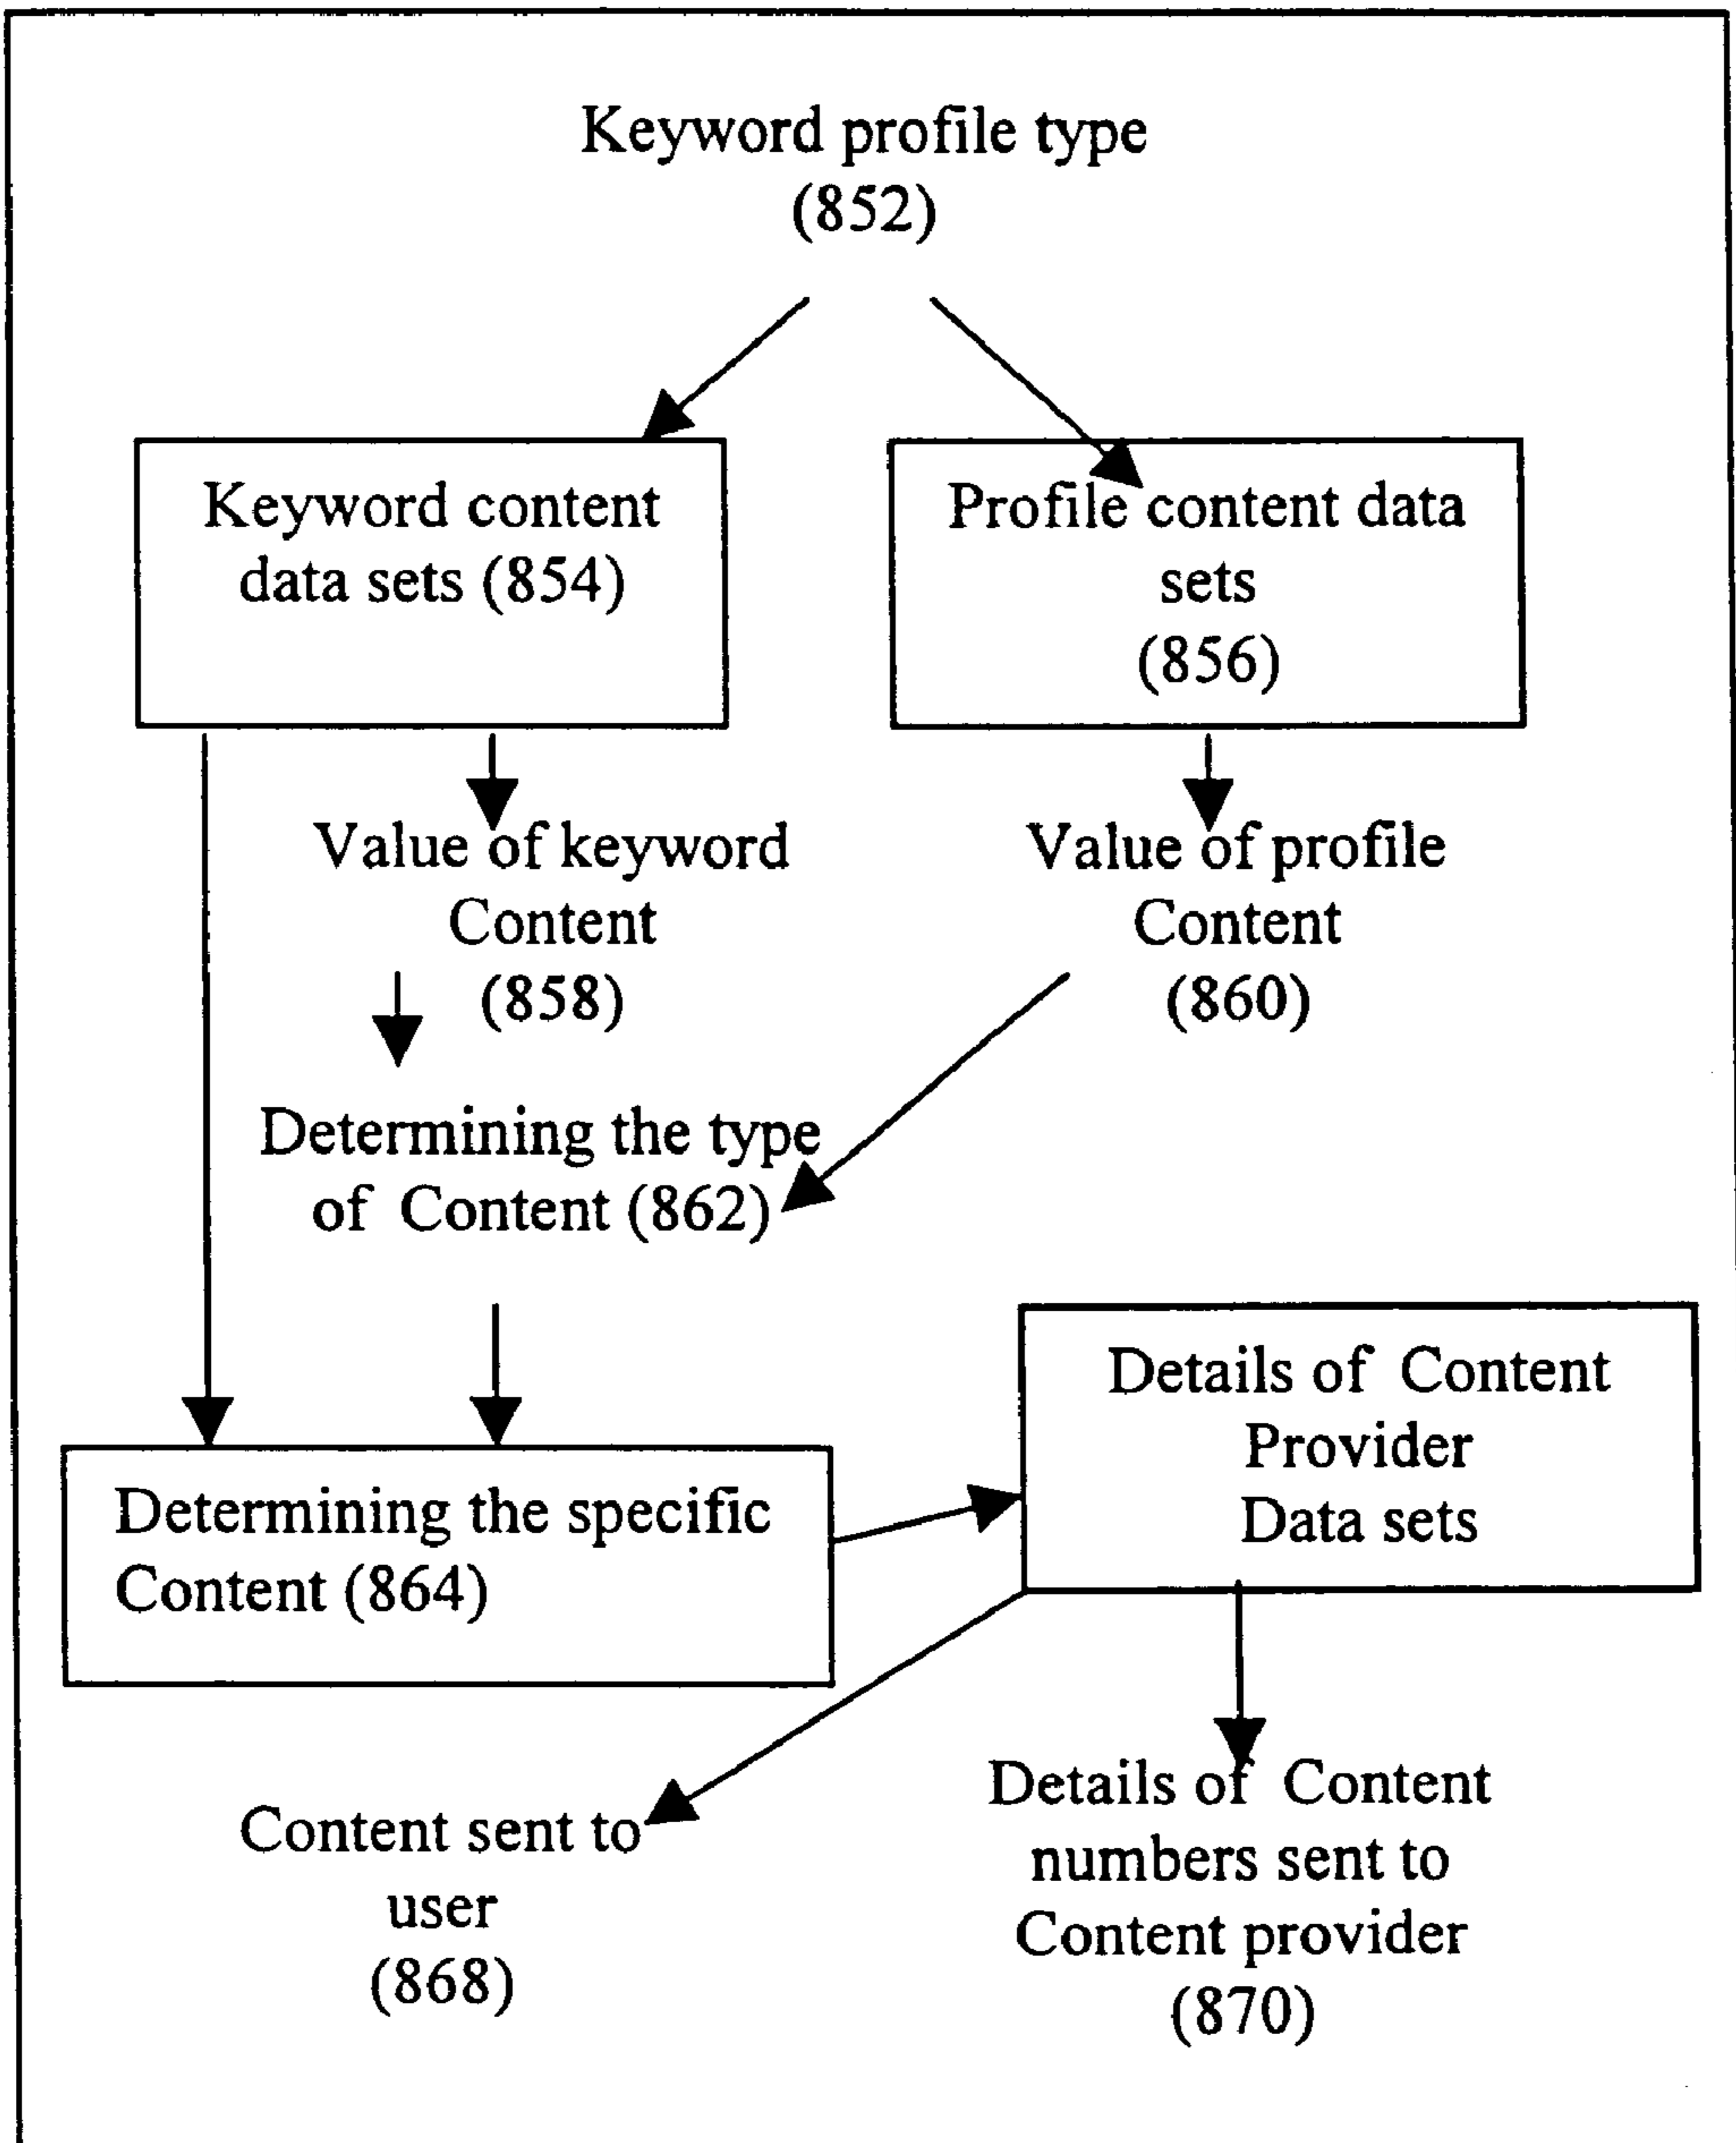 Keyword profile type
(852)
Keyword content
data sets (854)
Profile content data
sets
(856)
Value of keyword
Content
(858)
Value of profile
Content
(860)
Determining the type
of Content (862)
Determining the specific
Content (864)
Details of Content
Provider
Data sets
Content sent to
user
(868)
Details of Content
numbers sent to
Content provider
(870)